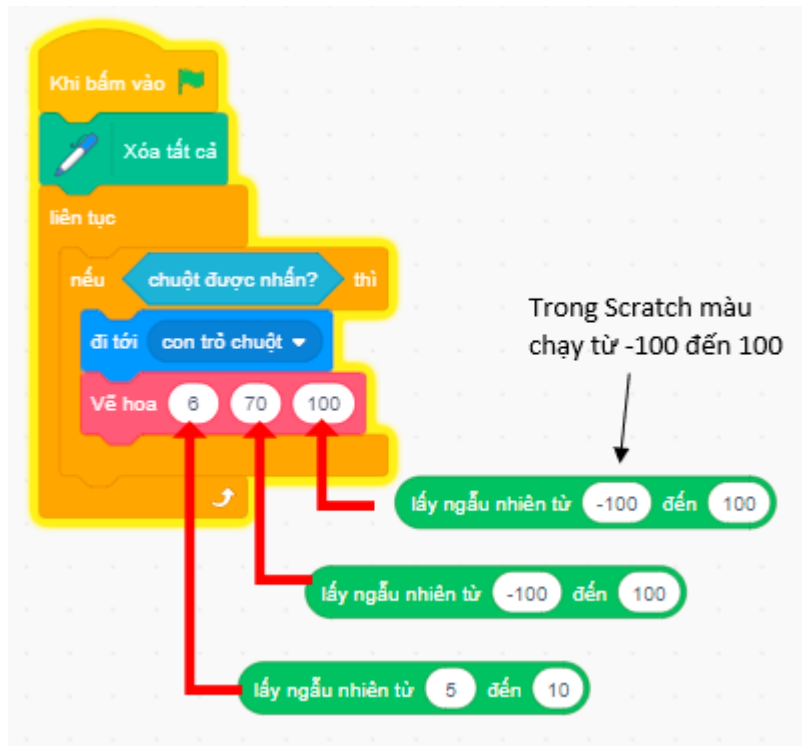 Khi bấm vào
Xóa tất cả
liên tục
nếu chuột được nhấn? thì
đi tới con trỏ chuột
Vẽ hoa 6 70 100
Trong Scratch màu
chạy từ -100 đến 100
lấy ngẫu nhiên từ -100 đến 100
lấy ngẫu nhiên từ -100 đến 100
lấy ngẫu nhiên từ 5 đến 10